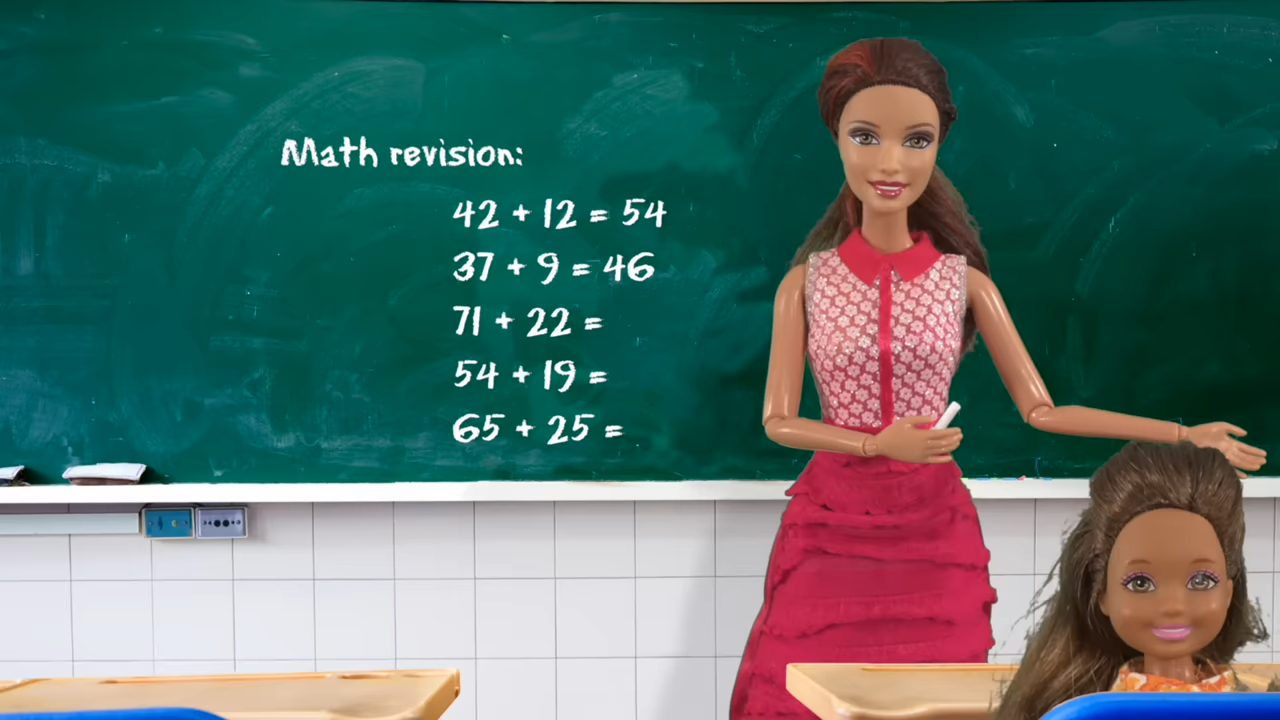 Math revision:
42 + 12 = 54
37 + 9 = 46
71 + 22 =
54 + 19 =
65 + 25 =